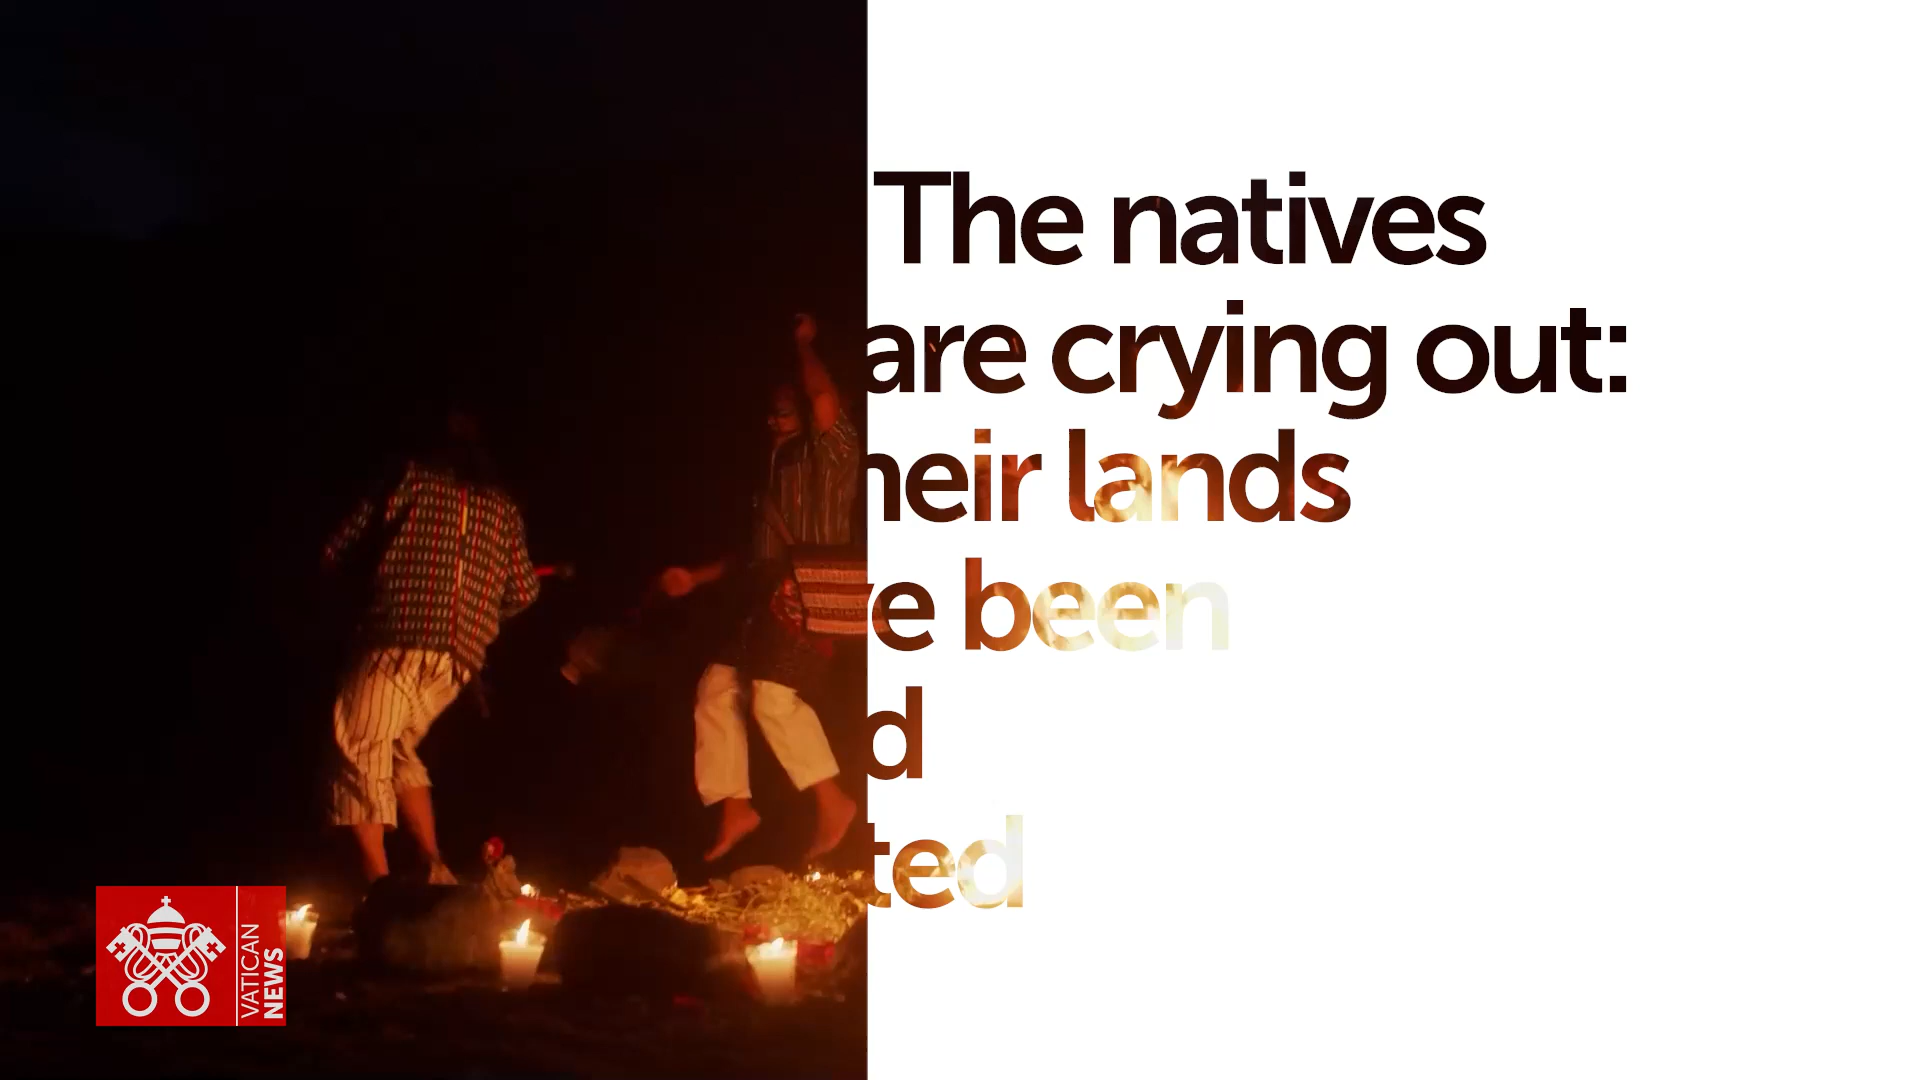 The natives
are crying out:
heir lands
e been
d
ted
VATICAN
NEWS